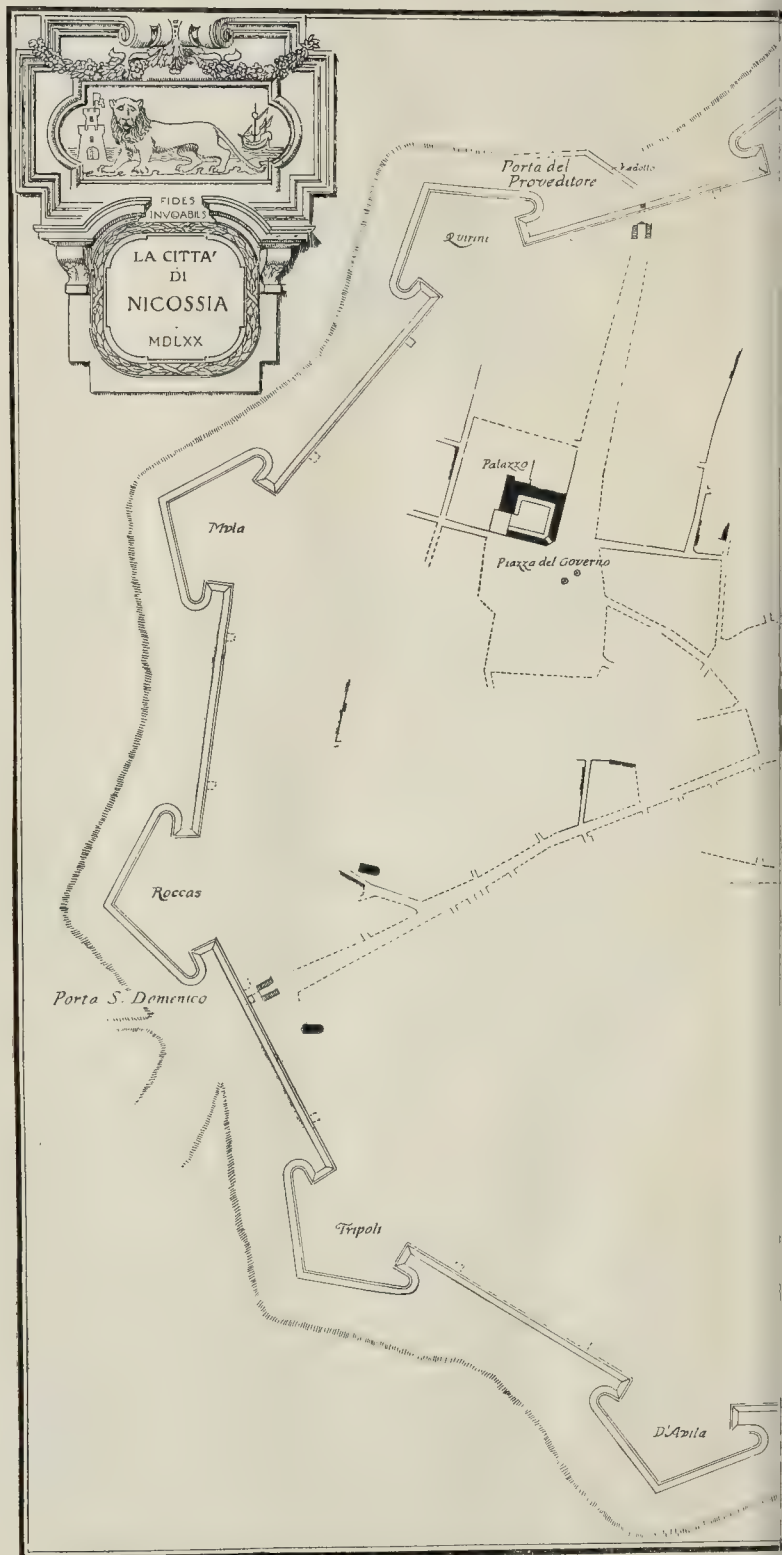 FIDES
INVOABILS
LA CITTA'
DI
NICOSSIA
MDLXX
Porta del
Proveditore
Quirini
Palazzo
Mula
Piazza del Governo
Roccas
Porta S. Domenico
Tripoli
D'Avila